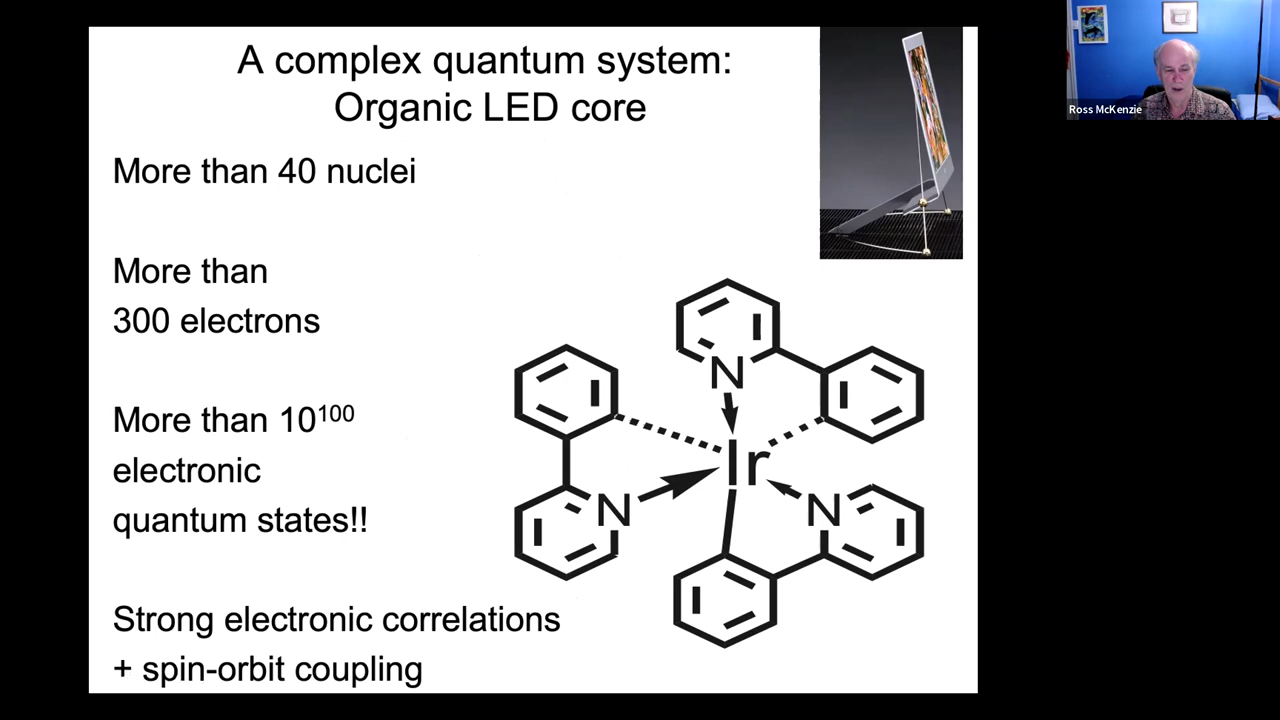 A complex quantum system:
Organic LED core
More than 40 nuclei
More than
300 electrons
More than 10¹⁰⁰
electronic
quantum states!!
Strong electronic correlations
+ spin-orbit coupling
N
Ir
N
N
Ross McKenzie